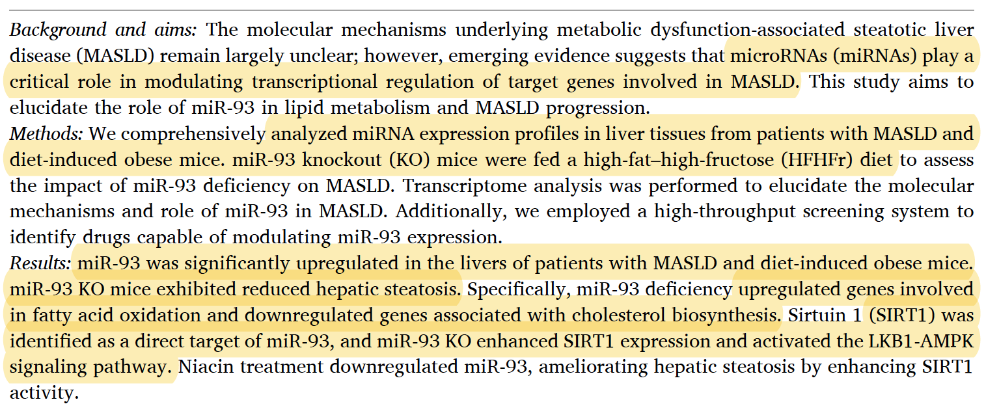 Background and aims: The molecular mechanisms underlying metabolic dysfunction-associated steatotic liver
disease (MASLD) remain largely unclear; however, emerging evidence suggests that microRNAs (miRNAs) play a
critical role in modulating transcriptional regulation of target genes involved in MASLD. This study aims to
elucidate the role of miR-93 in lipid metabolism and MASLD progression.
Methods: We comprehensively analyzed miRNA expression profiles in liver tissues from patients with MASLD and
diet-induced obese mice. miR-93 knockout (KO) mice were fed a high-fat–high-fructose (HFHFr) diet to assess
the impact of miR-93 deficiency on MASLD. Transcriptome analysis was performed to elucidate the molecular
mechanisms and role of miR-93 in MASLD. Additionally, we employed a high-throughput screening system to
identify drugs capable of modulating miR-93 expression.
Results: miR-93 was significantly upregulated in the livers of patients with MASLD and diet-induced obese mice.
miR-93 KO mice exhibited reduced hepatic steatosis. Specifically, miR-93 deficiency upregulated genes involved
in fatty acid oxidation and downregulated genes associated with cholesterol biosynthesis. Sirtuin 1 (SIRT1) was
identified as a direct target of miR-93, and miR-93 KO enhanced SIRT1 expression and activated the LKB1-AMPK
signaling pathway. Niacin treatment downregulated miR-93, ameliorating hepatic steatosis by enhancing SIRT1
activity.